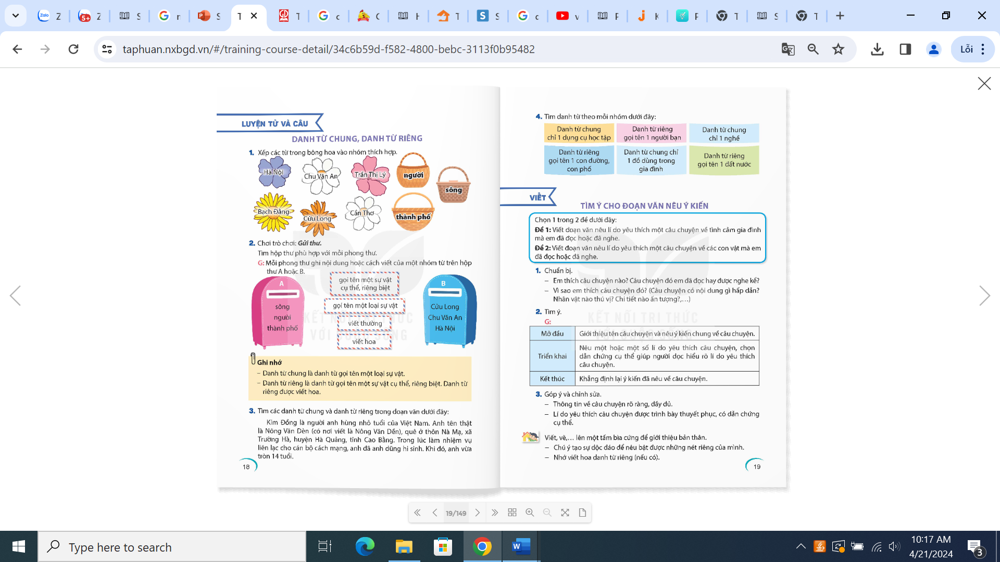 Z
Z
S
n
S
T
T
c
C
H
T
S
c
v
F
K
F
T
S
T
taphuan.nxbgd.vn/#/training-course-detail/34c6b59d-f582-4800-bebc-3113f0b95482
Lỗi
LUYỆN TỪ VÀ CÂU
DANH TỪ CHUNG, DANH TỪ RIÊNG
1. Xếp các từ trong bông hoa vào nhóm thích hợp.
Hà Nội
Chu Văn An
Trần Thị Lý
người
sông
Bạch Đằng
Cửu Long
Cần Thơ
thành phố
2. Chơi trò chơi: Gửi thư.
Tìm hộp thư phù hợp với mỗi phong thư.
G: Mỗi phong thư ghi nội dung hoặc cách viết của một nhóm từ trên hộp
thư A hoặc B.
A
sông
người
thành phố
gọi tên một sự vật
cụ thể, riêng biệt
gọi tên một loại sự vật
viết thường
viết hoa
B
Cửu Long
Chu Văn An
Hà Nội
Ghi nhớ
– Danh từ chung là danh từ gọi tên một loại sự vật.
– Danh từ riêng là danh từ gọi tên một sự vật cụ thể, riêng biệt. Danh từ
riêng được viết hoa.
3. Tìm các danh từ chung và danh từ riêng trong đoạn văn dưới đây:
Kim Đồng là người anh hùng nhỏ tuổi của Việt Nam. Anh tên thật
là Nông Văn Dèn (có nơi viết là Nông Văn Dền), quê ở thôn Nà Mạ, xã
Trường Hà, huyện Hà Quảng, tỉnh Cao Bằng. Trong lúc làm nhiệm vụ
liên lạc cho cán bộ cách mạng, anh đã anh dũng hi sinh. Khi đó, anh vừa
tròn 14 tuổi.
18
4. Tìm danh từ theo mỗi nhóm dưới đây:
Danh từ chung
chỉ 1 dụng cụ học tập
Danh từ riêng
gọi tên 1 người bạn
Danh từ chung
chỉ 1 nghề
Danh từ riêng
gọi tên 1 con đường,
con phố
Danh từ chung chỉ
1 đồ dùng trong
gia đình
Danh từ riêng
gọi tên 1 đất nước
VIẾT
TÌM Ý CHO ĐOẠN VĂN NÊU Ý KIẾN
Chọn 1 trong 2 đề dưới đây:
Đề 1: Viết đoạn văn nêu lí do yêu thích một câu chuyện về tình cảm gia đình
mà em đã đọc hoặc đã nghe.
Đề 2: Viết đoạn văn nêu lí do yêu thích một câu chuyện về các con vật mà em
đã đọc hoặc đã nghe.
1. Chuẩn bị.
– Em thích câu chuyện nào? Câu chuyện đó em đã đọc hay được nghe kể?
– Vì sao em thích câu chuyện đó? (Câu chuyện có nội dung gì hấp dẫn?
Nhân vật nào thú vị? Chi tiết nào ấn tượng?,...)
2. Tìm ý.
G:
Mở đầu
Giới thiệu tên câu chuyện và nêu ý kiến chung về câu chuyện.
Triển khai
Nêu một hoặc một số lí do yêu thích câu chuyện, chọn
dẫn chứng cụ thể giúp người đọc hiểu rõ lí do yêu thích
câu chuyện.
Kết thúc
Khẳng định lại ý kiến đã nêu về câu chuyện.
3. Góp ý và chỉnh sửa.
– Thông tin về câu chuyện rõ ràng, đầy đủ.
– Lí do yêu thích câu chuyện được trình bày thuyết phục, có dẫn chứng
cụ thể.
Viết, vẽ,... lên một tấm bìa cứng để giới thiệu bản thân.
– Chú ý tạo sự độc đáo để nêu bật được những nét riêng của mình.
– Nhớ viết hoa danh từ riêng (nếu có).
19
KẾT NỐI TRI THỨC
VỚI CUỘC SỐNG
KẾT NỐI TRI THỨC
VỚI CUỘC SỐNG
19/149
Type here to search
10:17 AM
4/21/2024
3